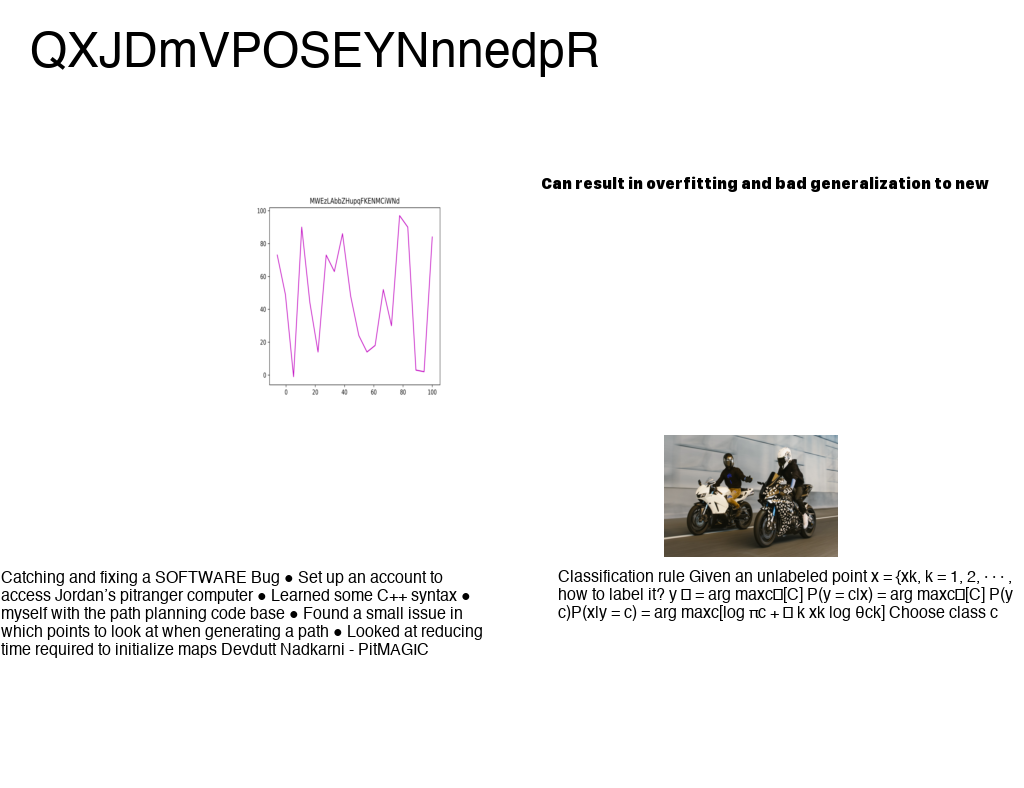 QXJDmVPOSEYNnnedpR
Can result in overfitting and bad generalization to new
MWEzLAbbZHupqFKENMCiWNd
100
80
60
40
20
0
0 20 40 60 80 100
Catching and fixing a SOFTWARE Bug ● Set up an account to
access Jordan's pitranger computer ● Learned some C++ syntax ●
myself with the path planning code base ● Found a small issue in
which points to look at when generating a path ● Looked at reducing
time required to initialize maps Devdutt Nadkarni - PitMAGIC
Classification rule Given an unlabeled point x = {xk, k = 1, 2, · · · ,
how to label it? y □ = arg maxc□[C] P(y = c|x) = arg maxc□[C] P(y
c)P(x|y = c) = arg maxc[log πc + □ k xk log θck] Choose class c